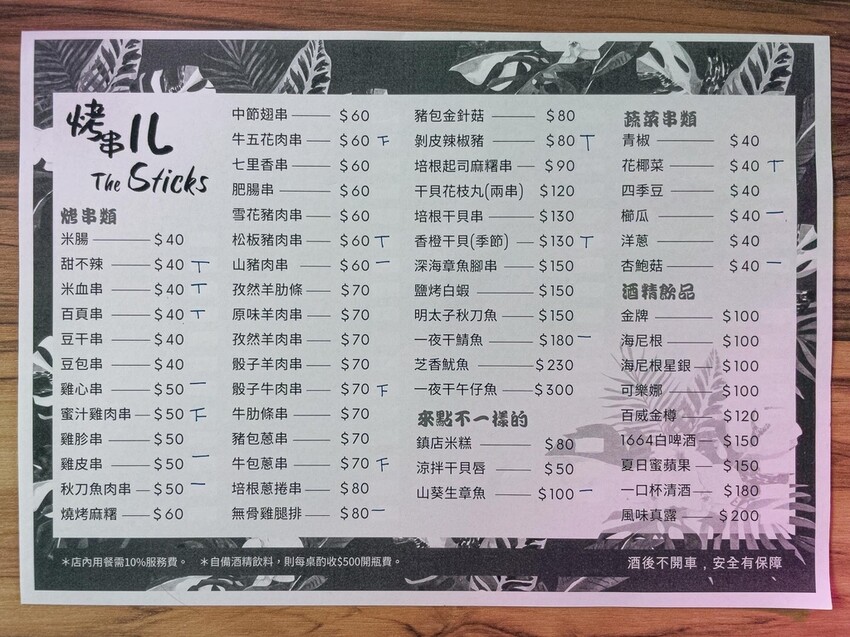 烤串儿
The Sticks
烤串類
米腸 $40
甜不辣 $40 T
米血串 $40 T
百頁串 $40 T
豆干串 $40
豆包串 $40
雞心串 $50 一
蜜汁雞肉串 $50 下
雞胗串 $50
雞皮串 $50 一
秋刀魚肉串 $50 一
燒烤麻糬 $60
中節翅串 $60
牛五花肉串 $60 下
七里香串 $60
肥腸串 $60
雪花豬肉串 $60
松板豬肉串 $60 T
山豬肉串 $60 一
孜然羊肋條 $70
原味羊肉串 $70
孜然羊肉串 $70
骰子羊肉串 $70
骰子牛肉串 $70 下
牛肋條串 $70
豬包蔥串 $70
牛包蔥串 $70 下
培根蔥捲串 $80
無骨雞腿排 $80 一
豬包金針菇 $80
剝皮辣椒豬 $80 T
培根起司麻糬串 $90
干貝花枝丸(兩串) $120
培根干貝串 $130
香橙干貝(季節) $130 T
深海章魚腳串 $150
鹽烤白蝦 $150
明太子秋刀魚 $150
一夜干鯖魚 $180 一
芝香魷魚 $230
一夜干午仔魚 $300
來點不一樣的
鎮店米糕 $80
涼拌干貝唇 $50
山葵生章魚 $100 一
蔬菜串類
青椒 $40
花椰菜 $40 T
四季豆 $40
櫛瓜 $40 一
洋蔥 $40
杏鮑菇 $40 一
酒精飲品
金牌 $100
海尼根 $100
海尼根星銀 $100
可樂娜 $100
百威金樽 $120
1664白啤酒 $150
夏日蜜蘋果 $150
一口杯清酒 $180
風味真露 $200
＊店內用餐需10%服務費。 ＊自備酒精飲料，則每桌酌收$500開瓶費。
酒後不開車，安全有保障